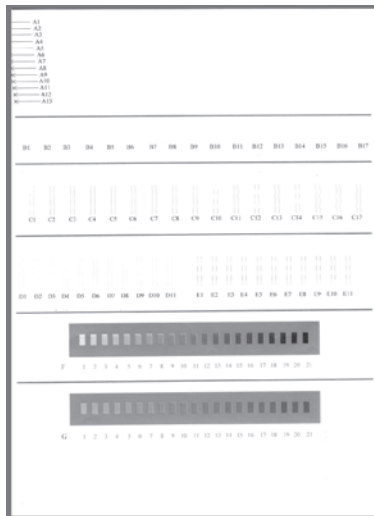 A1
A2
A3
A4
A5
A6
A7
A8
A9
A10
A11
A12
A13
B1 B2 B3 B4 B5 B6 B7 B8 B9 B10 B11 B12 B13 B14 B15 B16 B17
C1 C2 C3 C4 C5 C6 C7 C8 C9 C10 C11 C12 C13 C14 C15 C16 C17
D1 D2 D3 D4 D5 D6 D7 D8 D9 D10 D11 E1 E2 E3 E4 E5 E6 E7 E8 E9 E10 E11
F 1 2 3 4 5 6 7 8 9 10 11 12 13 14 15 16 17 18 19 20 21
G 1 2 3 4 5 6 7 8 9 10 11 12 13 14 15 16 17 18 19 20 21